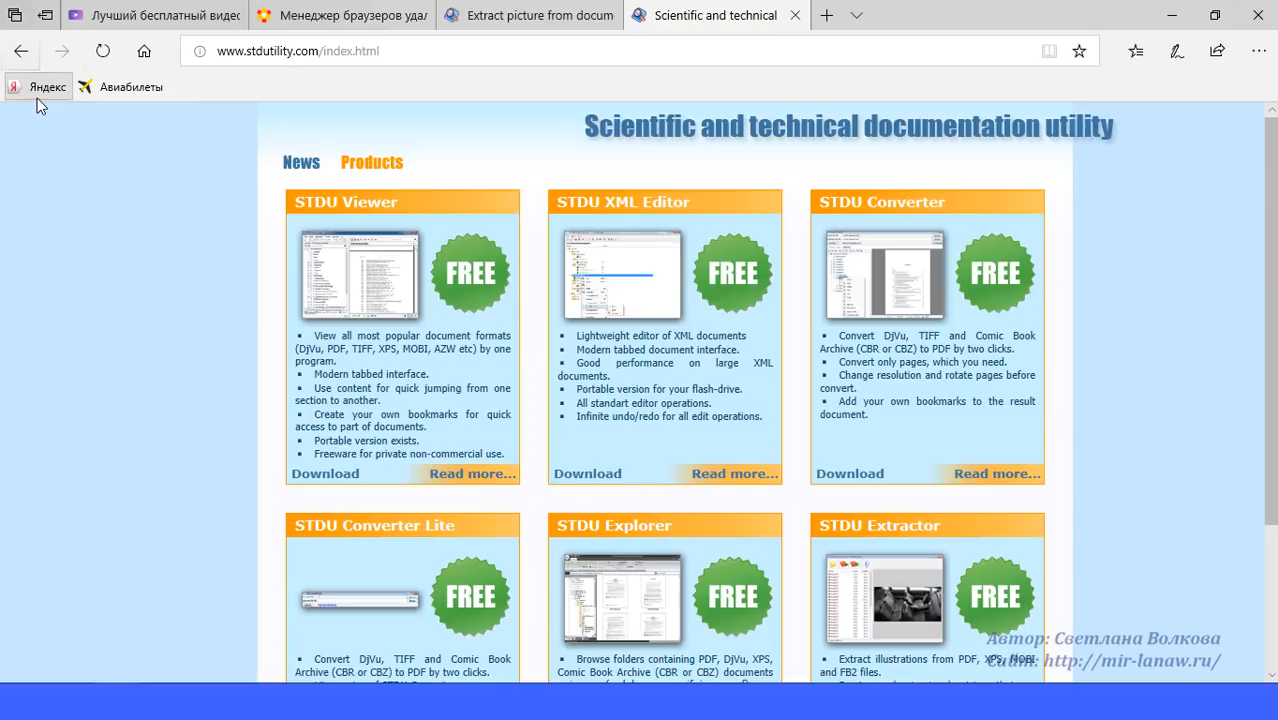 Лучший бесплатный видео
Менеджер браузеров удал
Extract picture from docum
Scientific and technical
www.stdutility.com/index.html
Яндекс
Авиабилеты
Scientific and technical documentation utility
News
Products
STDU Viewer
FREE
View all most popular document formats
(DjVu, PDF, TIFF, XPS, MOBI, AZW etc) by one
program.
Modern tabbed interface.
Use content for quick jumping from one
section to another.
Create your own bookmarks for quick
access to part of documents.
Portable version exists.
Freeware for private non-commercial use.
Download
Read more...
STDU XML Editor
FREE
Lightweight editor of XML documents
Modern tabbed document interface.
Good performance on large XML
documents.
Portable version for your flash-drive.
All standart editor operations.
Infinite undo/redo for all edit operations.
Download
Read more...
STDU Converter
FREE
Convert DjVu, TIFF and Comic Book
Archive (CBR or CBZ) to PDF by two clicks.
Convert only pages, which you need.
Change resolution and rotate pages before
convert.
Add your own bookmarks to the result
document.
Download
Read more...
STDU Converter Lite
FREE
Convert DjVu, TIFF and Comic Book
Archive (CBR or CBZ) to PDF by two clicks.
STDU Explorer
FREE
Browse folders containing PDF, DjVu, XPS,
Comic Book Archive (CBR or CBZ) documents
STDU Extractor
FREE
Extract illustrations from PDF, XPS, MOBI
and FB2 files.
Автор: Светлана Волкова
Сайт: http://mir-lanaw.ru/